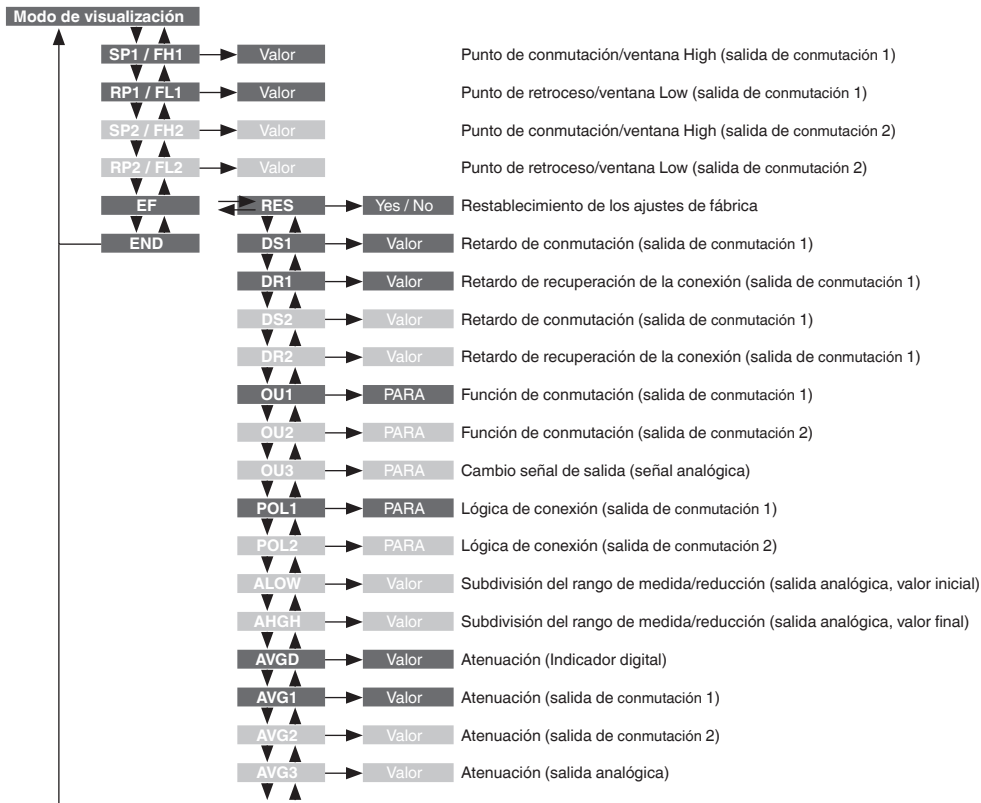 Modo de visualización
SP1 / FH1 Valor Punto de conmutación/ventana High (salida de conmutación 1)
RP1 / FL1 Valor Punto de retroceso/ventana Low (salida de conmutación 1)
SP2 / FH2 Valor Punto de conmutación/ventana High (salida de conmutación 2)
RP2 / FL2 Valor Punto de retroceso/ventana Low (salida de conmutación 2)
EF RES Yes / No Restablecimiento de los ajustes de fábrica
END DS1 Valor Retardo de conmutación (salida de conmutación 1)
DR1 Valor Retardo de recuperación de la conexión (salida de conmutación 1)
DS2 Valor Retardo de conmutación (salida de conmutación 1)
DR2 Valor Retardo de recuperación de la conexión (salida de conmutación 1)
OU1 PARA Función de conmutación (salida de conmutación 1)
OU2 PARA Función de conmutación (salida de conmutación 2)
OU3 PARA Cambio señal de salida (señal analógica)
POL1 PARA Lógica de conexión (salida de conmutación 1)
POL2 PARA Lógica de conexión (salida de conmutación 2)
ALOW Valor Subdivisión del rango de medida/reducción (salida analógica, valor inicial)
AHGH Valor Subdivisión del rango de medida/reducción (salida analógica, valor final)
AVGD Valor Atenuación (Indicador digital)
AVG1 Valor Atenuación (salida de conmutación 1)
AVG2 Valor Atenuación (salida de conmutación 2)
AVG3 Valor Atenuación (salida analógica)